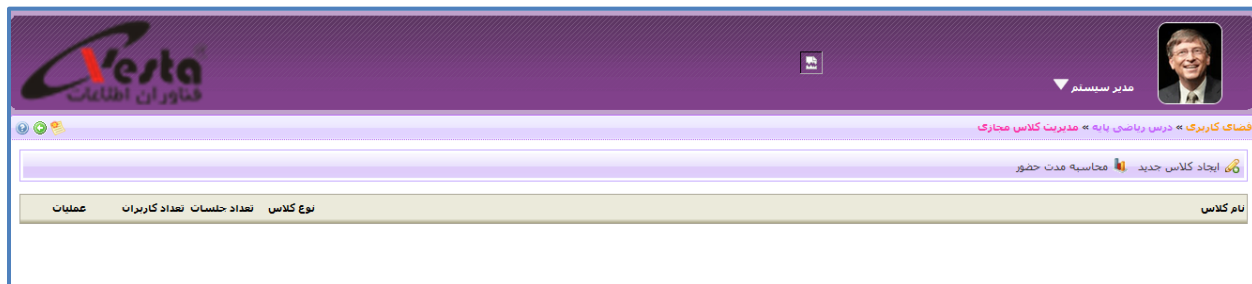 Vesta
فناوران اطلاعات
مدیر سیستم
فضای کاربری » درس ریاضی پایه » مدیریت کلاس مجازی
ایجاد کلاس جدید محاسبه مدت حضور
نام کلاس نوع کلاس تعداد جلسات تعداد کاربران عملیات